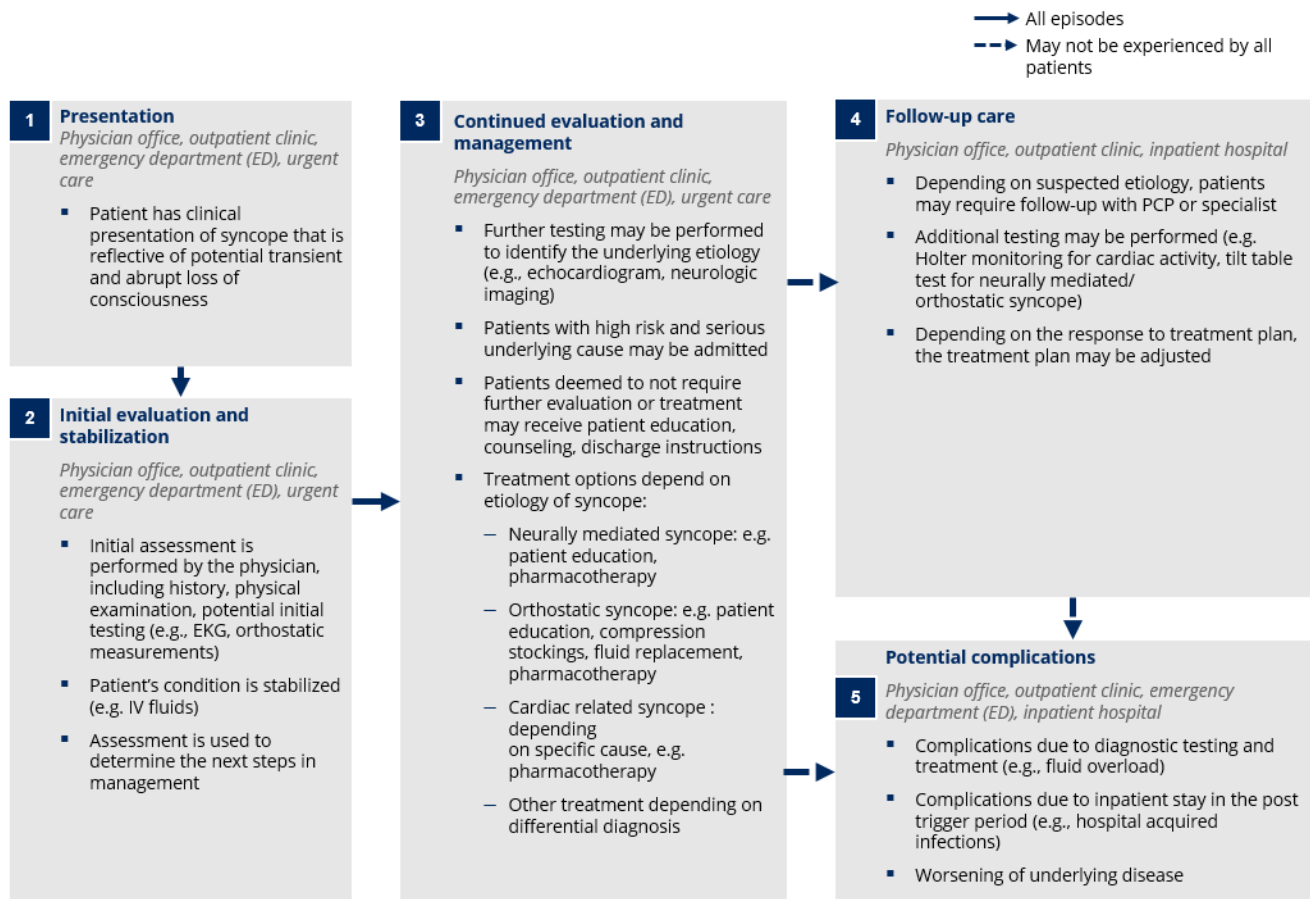 All episodes
May not be experienced by all
patients
1
Presentation
Physician office, outpatient clinic,
emergency department (ED), urgent
care
▪ Patient has clinical
presentation of syncope that is
reflective of potential transient
and abrupt loss of
consciousness
2
Initial evaluation and
stabilization
Physician office, outpatient clinic,
emergency department (ED), urgent
care
▪ Initial assessment is
performed by the physician,
including history, physical
examination, potential initial
testing (e.g., EKG, orthostatic
measurements)
▪ Patient’s condition is stabilized
(e.g. IV fluids)
▪ Assessment is used to
determine the next steps in
management
3
Continued evaluation and
management
Physician office, outpatient clinic,
emergency department (ED), urgent care
▪ Further testing may be performed
to identify the underlying etiology
(e.g., echocardiogram, neurologic
imaging)
▪ Patients with high risk and serious
underlying cause may be admitted
▪ Patients deemed to not require
further evaluation or treatment
may receive patient education,
counseling, discharge instructions
▪ Treatment options depend on
etiology of syncope:
– Neurally mediated syncope: e.g.
patient education,
pharmacotherapy
– Orthostatic syncope: e.g. patient
education, compression
stockings, fluid replacement,
pharmacotherapy
– Cardiac related syncope :
depending
on specific cause, e.g.
pharmacotherapy
– Other treatment depending on
differential diagnosis
4
Follow-up care
Physician office, outpatient clinic, inpatient hospital
▪ Depending on suspected etiology, patients
may require follow-up with PCP or specialist
▪ Additional testing may be performed (e.g.
Holter monitoring for cardiac activity, tilt table
test for neurally mediated/
orthostatic syncope)
▪ Depending on the response to treatment plan,
the treatment plan may be adjusted
5
Potential complications
Physician office, outpatient clinic, emergency
department (ED), inpatient hospital
▪ Complications due to diagnostic testing and
treatment (e.g., fluid overload)
▪ Complications due to inpatient stay in the post
trigger period (e.g., hospital acquired
infections)
▪ Worsening of underlying disease